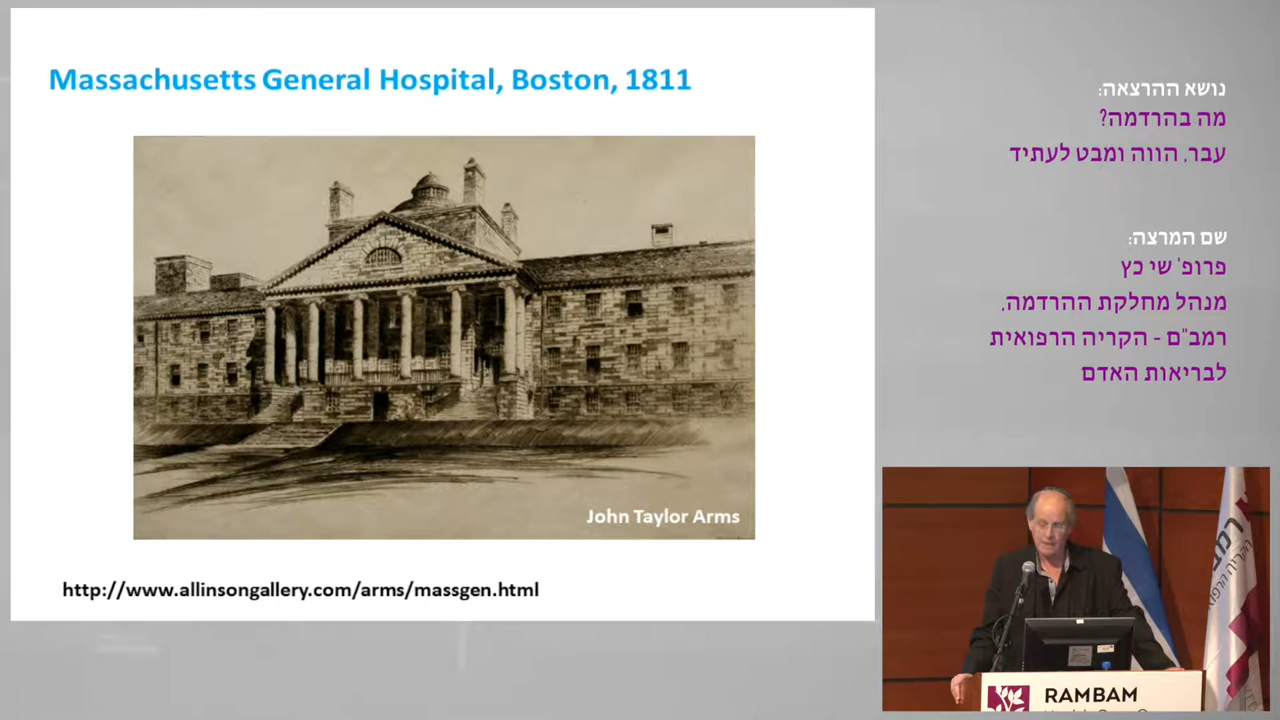 Massachusetts General Hospital, Boston, 1811
John Taylor Arms
http://www.allinsongallery.com/arms/massgen.html
נושא ההרצאה:
מה בהרדמה?
עבר, הווה ומבט לעתיד
שם המרצה:
פרופ' שי כץ
מנהל מחלקת ההרדמה,
רמב"ם - הקריה הרפואית
לבריאות האדם
RAMBAM